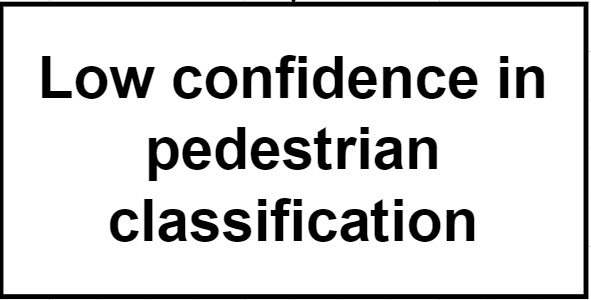 Low confidence in
pedestrian
classification